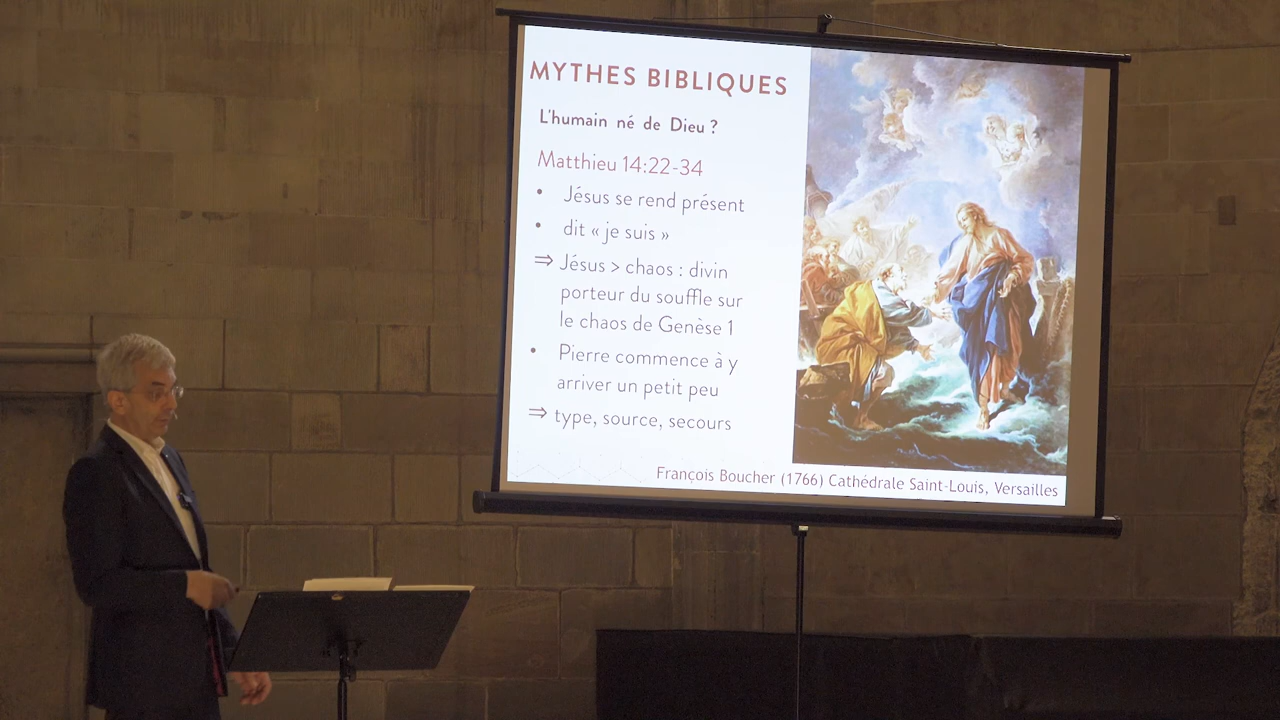 MYTHES BIBLIQUES
L'humain né de Dieu ?
Matthieu 14:22-34
• Jésus se rend présent
• dit « je suis »
⇒ Jésus > chaos : divin
porteur du souffle sur
le chaos de Genèse 1
• Pierre commence à y
arriver un petit peu
⇒ type, source, secours
François Boucher (1766) Cathédrale Saint-Louis, Versailles